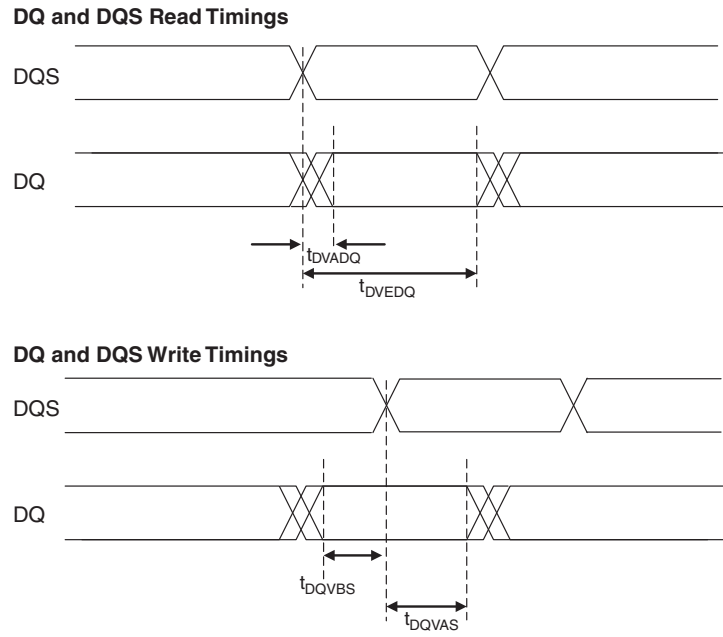 DQ and DQS Read Timings
DQS
DQ
tDVADQ
tDVEDQ
DQ and DQS Write Timings
DQS
DQ
tDQVBS
tDQVAS